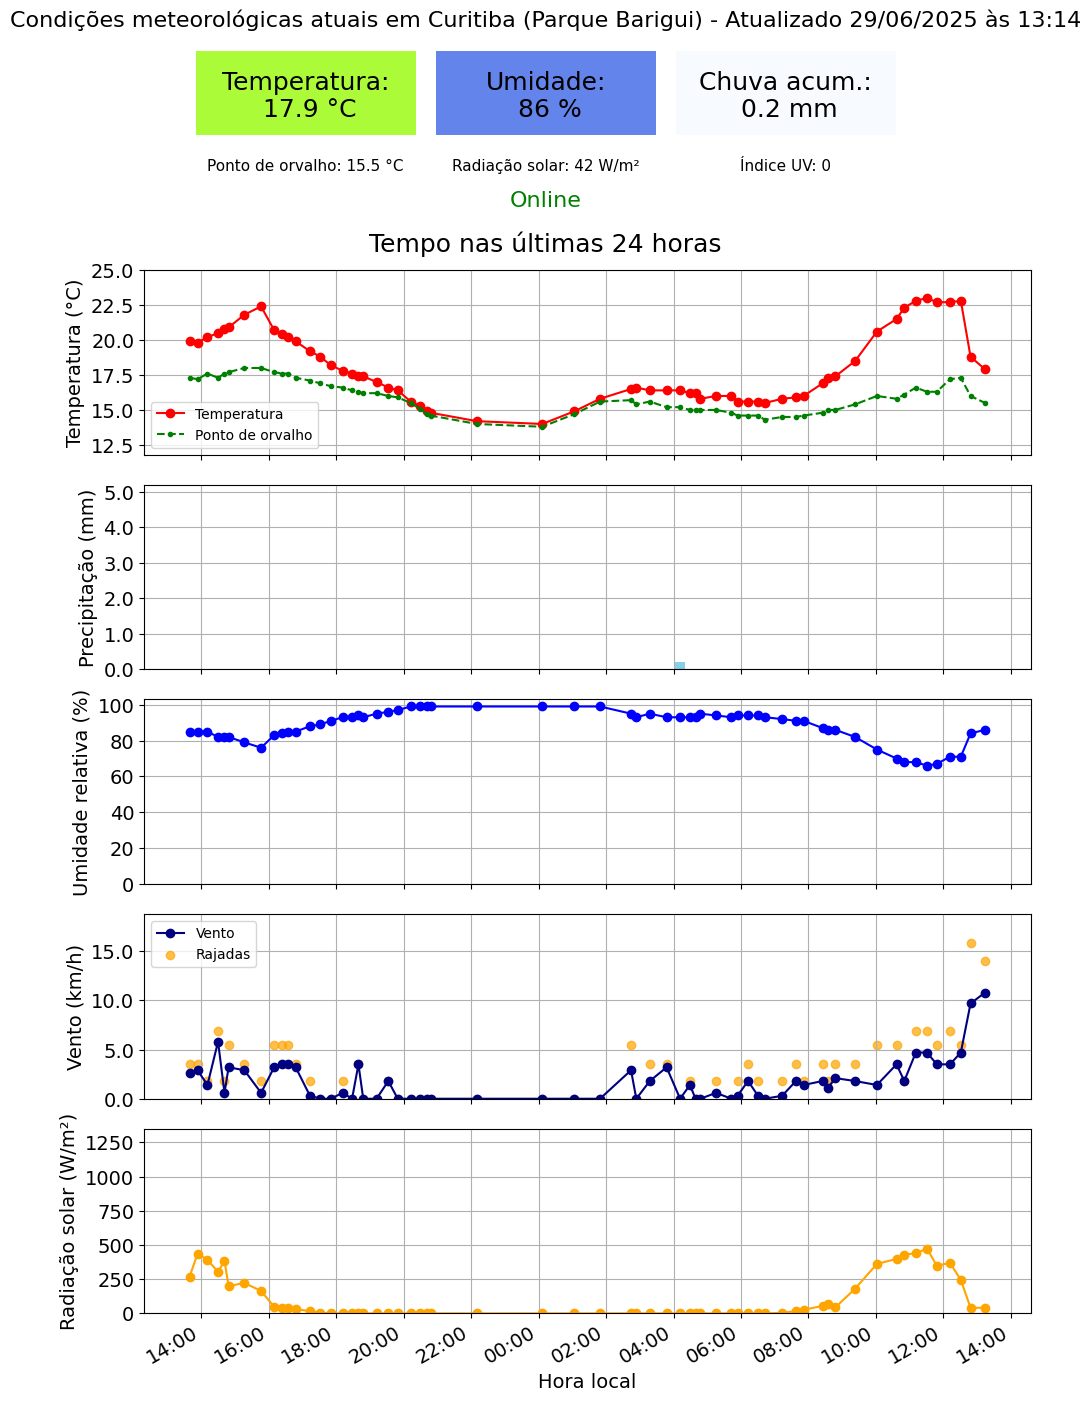 Condições meteorológicas atuais em Curitiba (Parque Barigui) - Atualizado 29/06/2025 às 13:14
Temperatura:
17.9 °C
Umidade:
86 %
Chuva acum.:
0.2 mm
Ponto de orvalho: 15.5 °C
Radiação solar: 42 W/m²
Índice UV: 0
Online
Tempo nas últimas 24 horas
Temperatura (°C)
25.0
22.5
20.0
17.5
15.0
12.5
Temperatura
Ponto de orvalho
Precipitação (mm)
5.0
4.0
3.0
2.0
1.0
0.0
Umidade relativa (%)
100
80
60
40
20
0
Vento (km/h)
15.0
10.0
5.0
0.0
Vento
Rajadas
Radiação solar (W/m²)
1250
1000
750
500
250
0
14:00
16:00
18:00
20:00
22:00
00:00
02:00
04:00
06:00
08:00
10:00
12:00
14:00
Hora local